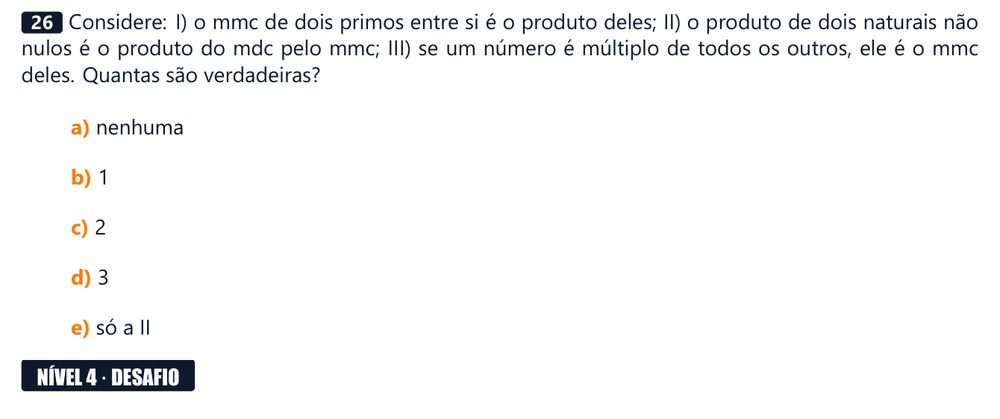 26 Considere: I) o mmc de dois primos entre si é o produto deles; II) o produto de dois naturais não
nulos é o produto do mdc pelo mmc; III) se um número é múltiplo de todos os outros, ele é o mmc
deles. Quantas são verdadeiras?
a) nenhuma
b) 1
c) 2
d) 3
e) só a II
NÍVEL 4 · DESAFIO